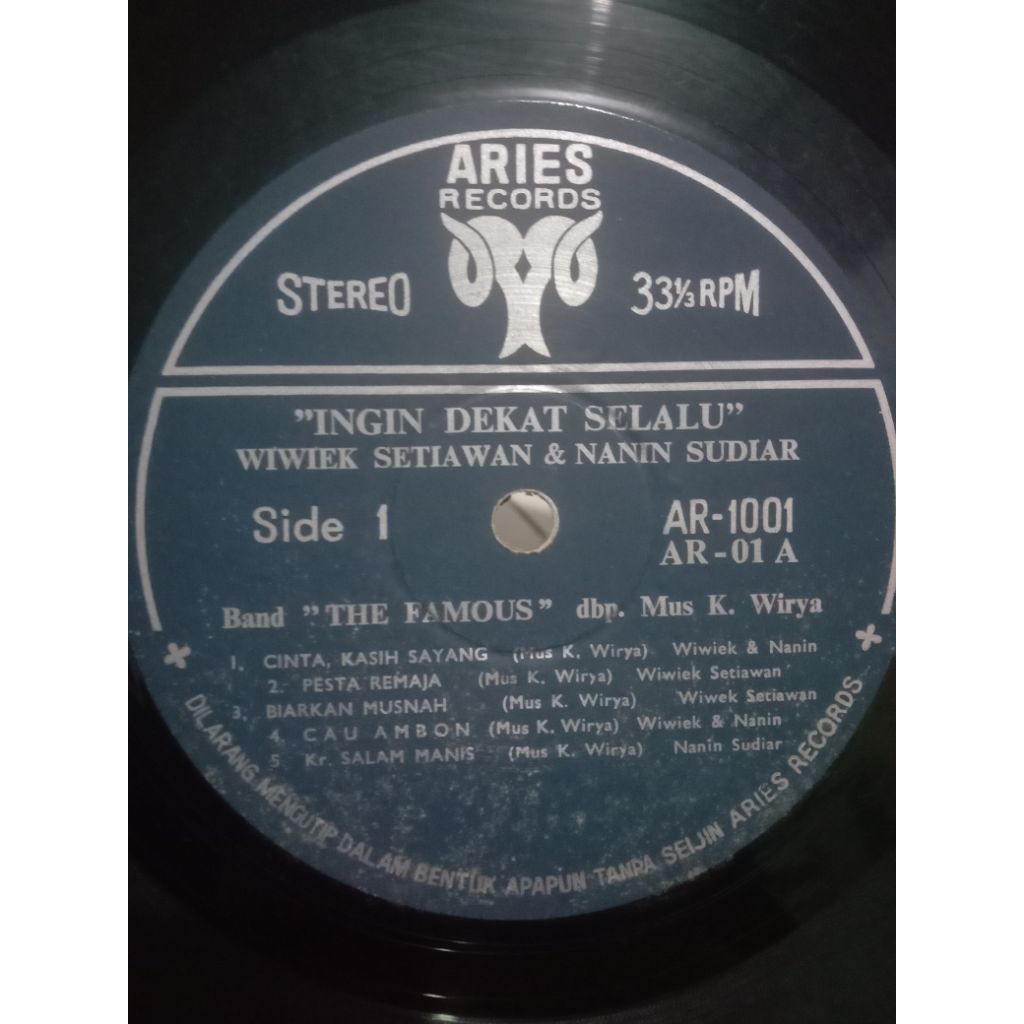 ARIES
RECORDS
STEREO 33⅓ RPM
"INGIN DEKAT SELALU"
WIWIEK SETIAWAN & NANIN SUDIAR
Side 1 AR-1001
AR-01 A
Band "THE FAMOUS" dbp. Mus K. Wirya
1. CINTA, KASIH SAYANG (Mus K. Wirya) Wiwiek & Nanin
2. PESTA REMAJA (Mus K. Wirya) Wiwiek Setiawan
3. BIARKAN MUSNAH (Mus K. Wirya) Wiwek Setiawan
4. CAU AMBON (Mus K. Wirya) Wiwiek & Nanin
5 Kr. SALAM MANIS (Mus K. Wirya) Nanin Sudiar
DILARANG MENGUTIP DALAM BENTUK APAPUN TANPA SEIJIN ARIES RECORDS